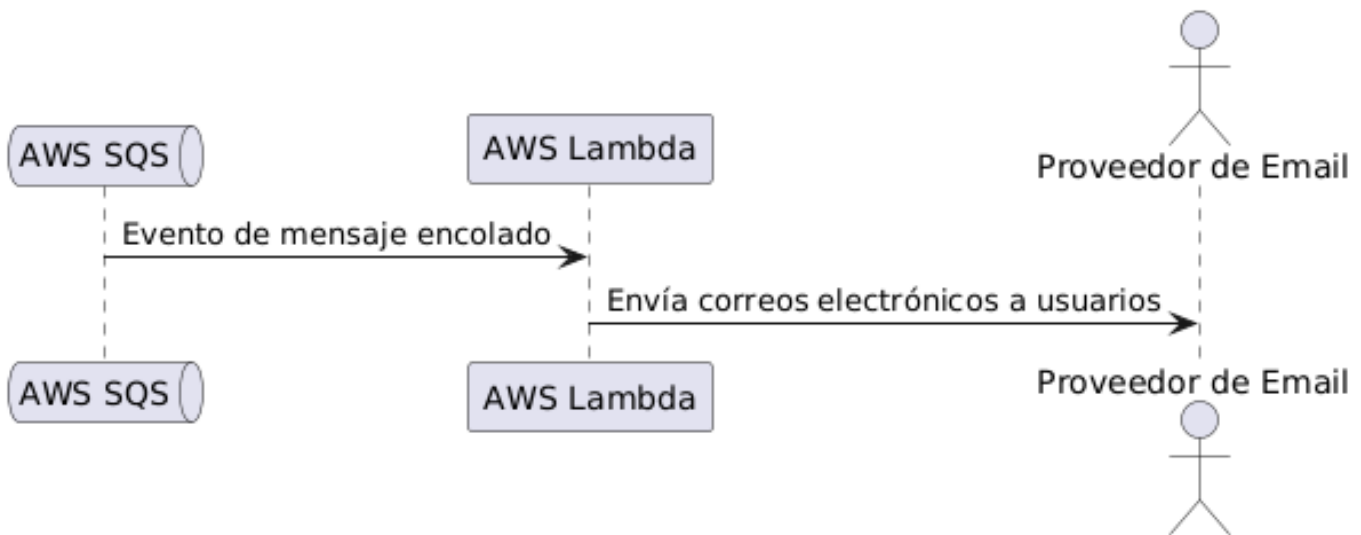 AWS SQS
AWS Lambda
Proveedor de Email
Evento de mensaje encolado
Envía correos electrónicos a usuarios
AWS SQS
AWS Lambda
Proveedor de Email